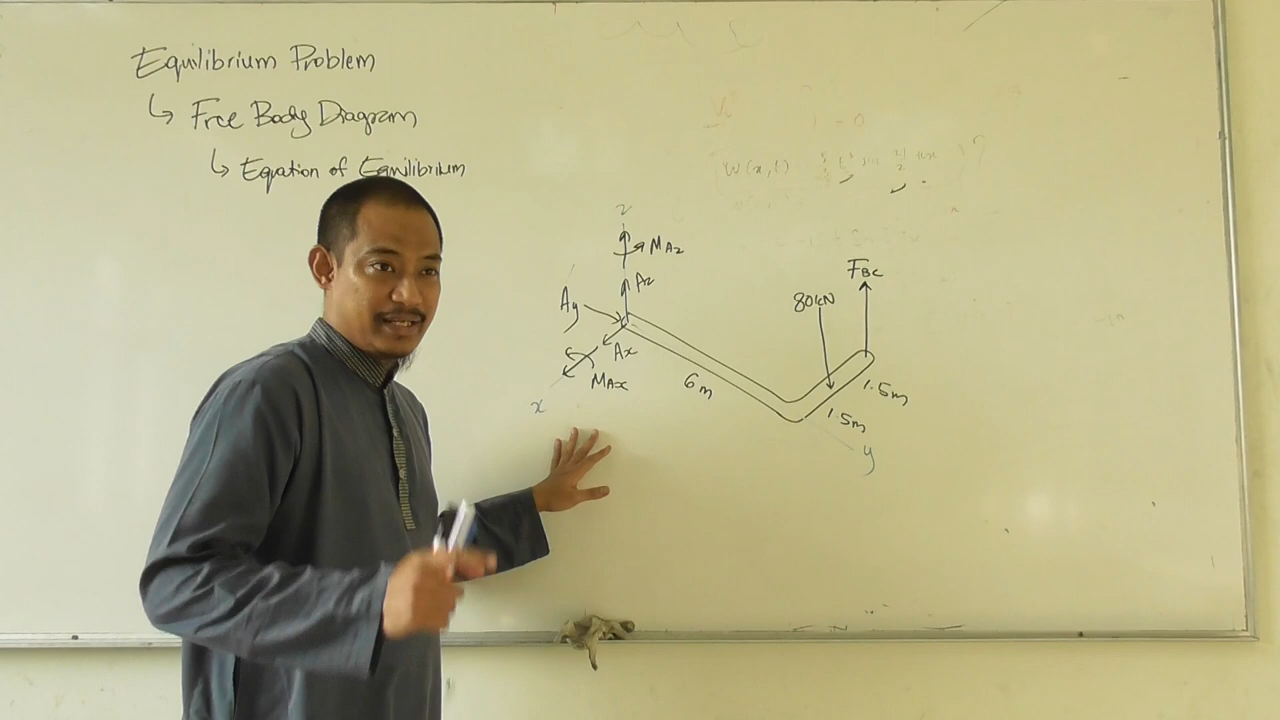 Equilibrium Problem
↳ Free Body Diagram
↳ Equation of Equilibrium
W(x,t)
z
MAz
Az
Ay
Ax
MAx
x
6m
80kN
FBC
1.5m
1.5m
y